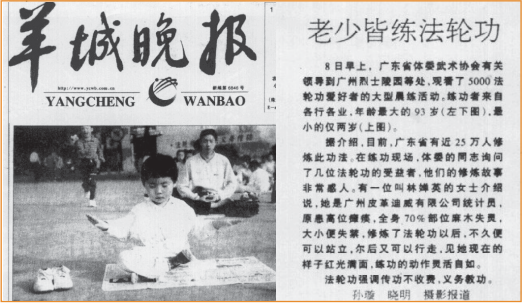 羊城晚报
http://www.ycwb.com.cn
YANGCHENG WANBAO
老少皆练法轮功
8日早上，广东省体委武术协会有关
领导到广州烈士陵园等处，观看了5000法
轮功爱好者的大型晨练活动。练功者来自
各行各业，年龄最大的93岁(左下图)，最
小的仅两岁(上图)。
据介绍，目前，广东省有近25万人修
炼此功法。在练功现场，体委的同志询问
了几位法轮功的受益者，他们的修炼故事
非常感人。有一位叫林婵英的女士介绍
说，她是广州皮革迪威有限公司统计员，
原患高位瘫痪，全身70%部位麻木失灵，
大小便失禁，修炼了法轮功以后，不久便
可以站立，尔后又可以行走，见她现在的
样子红光满面，练功的动作灵活自如。
法轮功强调传功不收费，义务教功。
孙璇 晓明 摄影报道